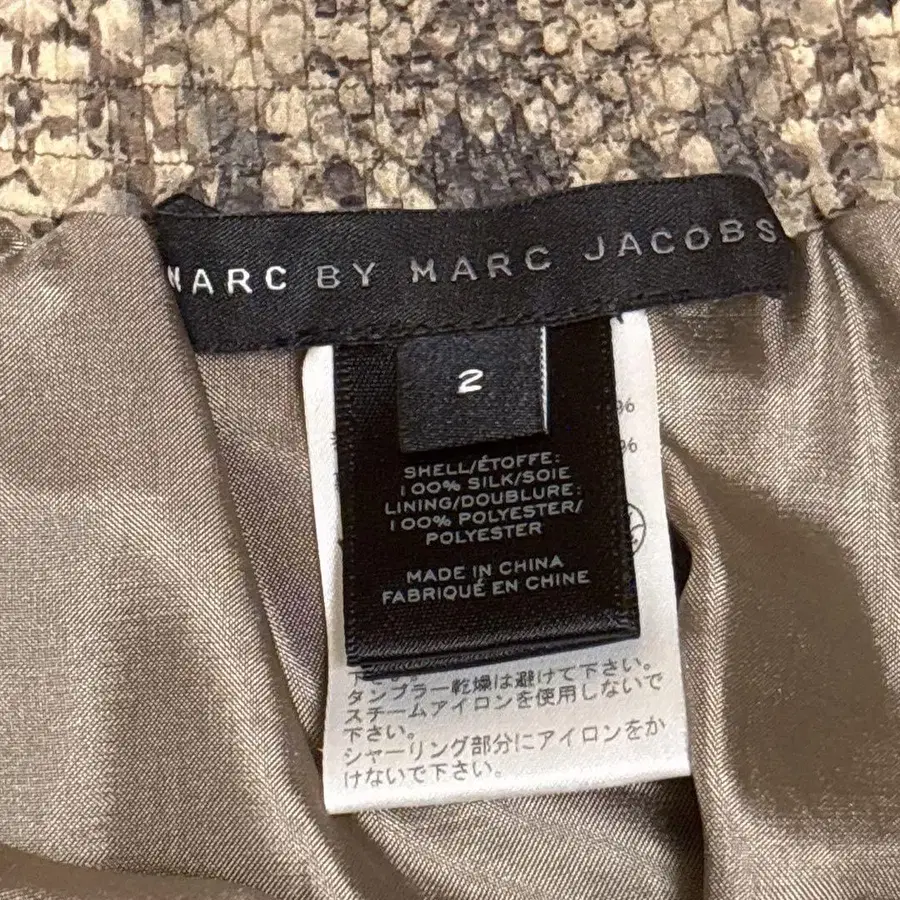 MARC BY MARC JACOBS
2
%
%
SHELL/ÉTOFFE:
100% SILK/SOIE
LINING/DOUBLURE:
100% POLYESTER/
POLYESTER
MADE IN CHINA
FABRIQUÉ EN CHINE
タンブラー乾燥は避けて下さい。
スチームアイロンを使用しないで
下さい。
シャーリング部分にアイロンをか
けないで下さい。